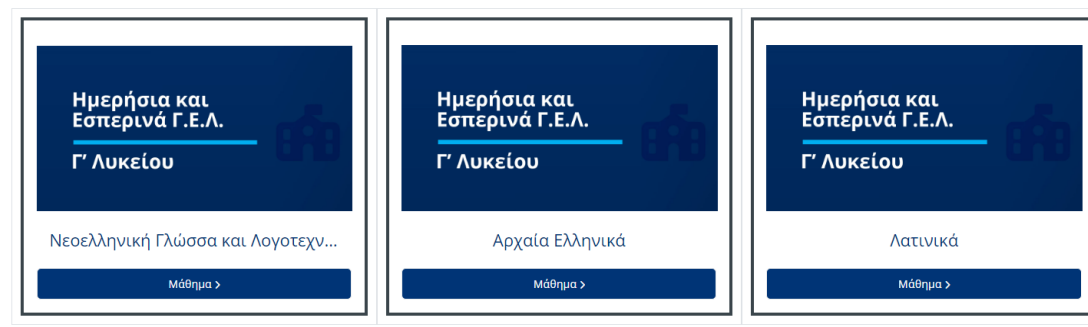 Ημερήσια και
Εσπερινά Γ.Ε.Λ.
Γ’ Λυκείου
Νεοελληνική Γλώσσα και Λογοτεχν...
Μάθημα >
Ημερήσια και
Εσπερινά Γ.Ε.Λ.
Γ’ Λυκείου
Αρχαία Ελληνικά
Μάθημα >
Ημερήσια και
Εσπερινά Γ.Ε.Λ.
Γ’ Λυκείου
Λατινικά
Μάθημα >